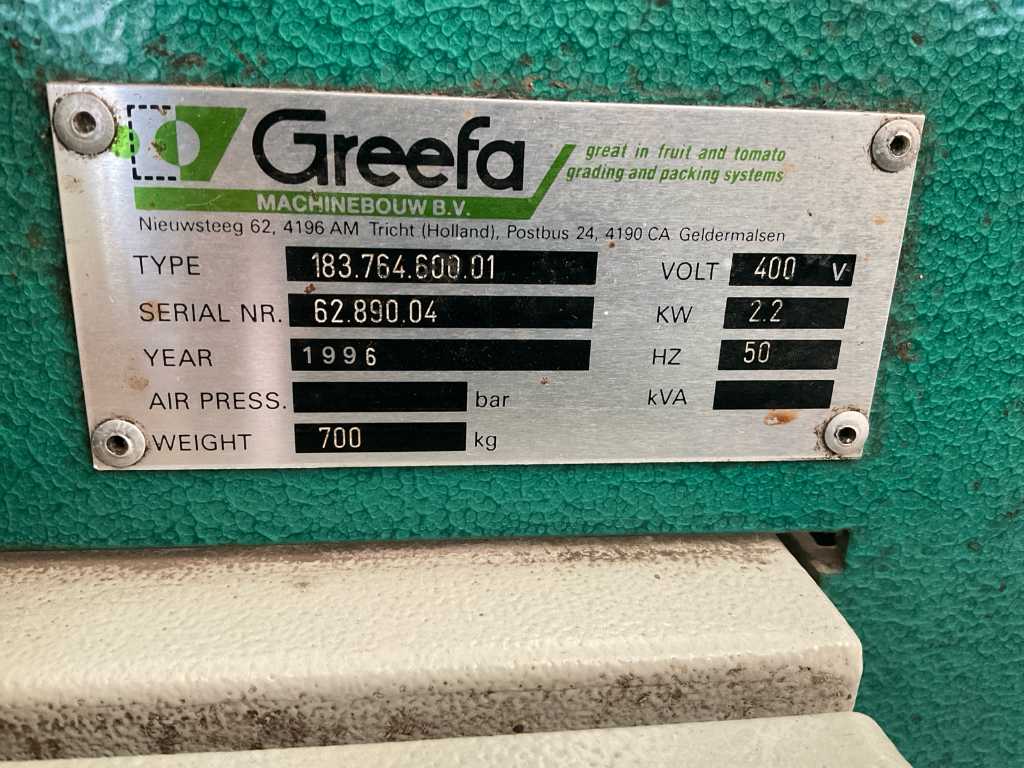 Greefa
MACHINEBOUW B.V.
great in fruit and tomato
grading and packing systems
Nieuwsteeg 62, 4196 AM Tricht (Holland), Postbus 24, 4190 CA Geldermalsen
TYPE 183.764.600.01 VOLT 400 V
SERIAL NR. 62.890.04 KW 2.2
YEAR 1996 HZ 50
AIR PRESS. bar kVA
WEIGHT 700 kg